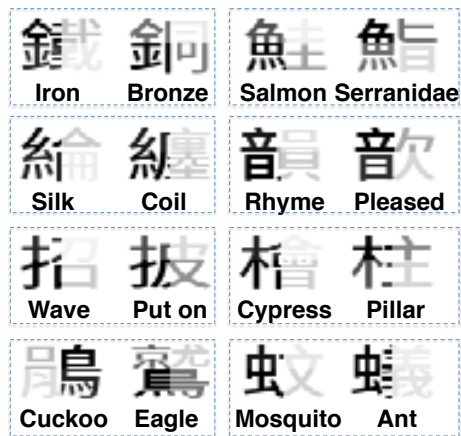 鐵 銅 鮭 鮨
Iron Bronze Salmon Serranidae
綸 纏 韻 歆
Silk Coil Rhyme Pleased
招 披 檜 柱
Wave Put on Cypress Pillar
鵑 鷲 蚊 蟻
Cuckoo Eagle Mosquito Ant